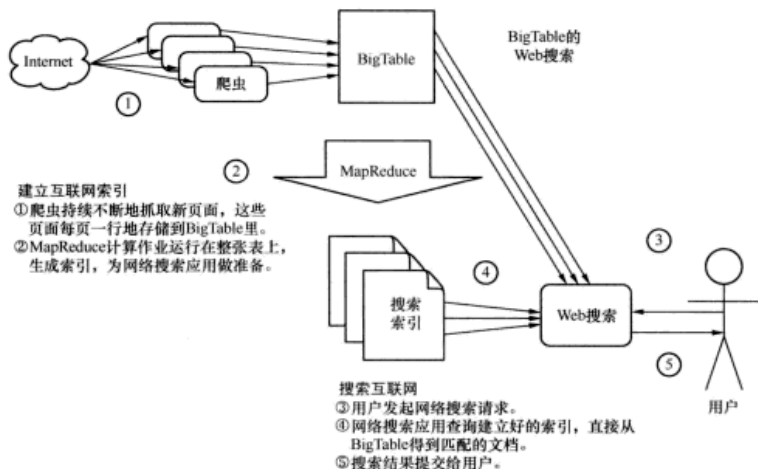 Internet
爬虫
BigTable
BigTable的
Web搜索
①
②
MapReduce
建立互联网索引
①爬虫持续不断地抓取新页面，这些
页面每页一行地存储到BigTable里。
②MapReduce计算作业运行在整张表上，
生成索引，为网络搜索应用做准备。
③
④
搜索
索引
Web搜索
⑤
用户
搜索互联网
③用户发起网络搜索请求。
④网络搜索应用查询建立好的索引，直接从
BigTable得到匹配的文档。
⑤搜索结果提交给用户。